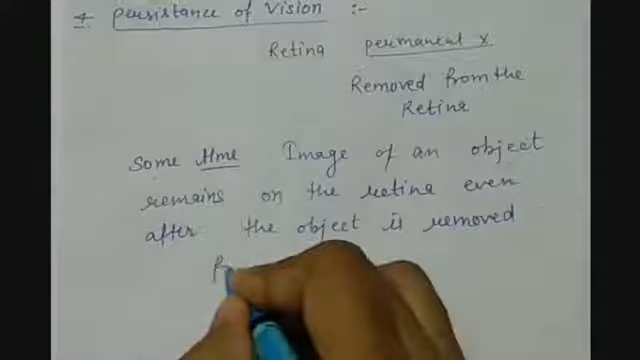 4 Persistance of Vision :-
Retina permanent x
Removed from the
Retina
Some time Image of an object
remains on the retina even
after the object is removed